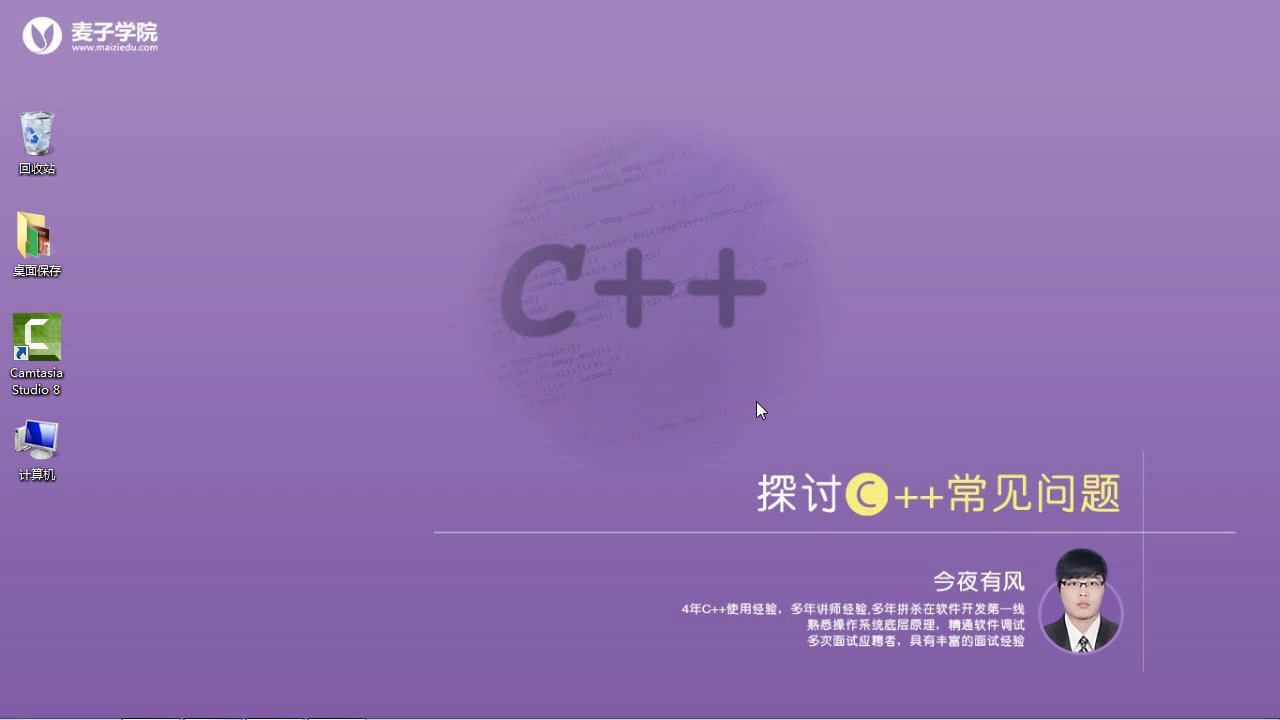 麦子学院
www.maiziedu.com
回收站
桌面保存
Camtasia
Studio 8
计算机
C++
探讨C++常见问题
今夜有风
4年C++使用经验，多年讲师经验,多年拼杀在软件开发第一线
熟悉操作系统底层原理，精通软件调试
多次面试应聘者，具有丰富的面试经验